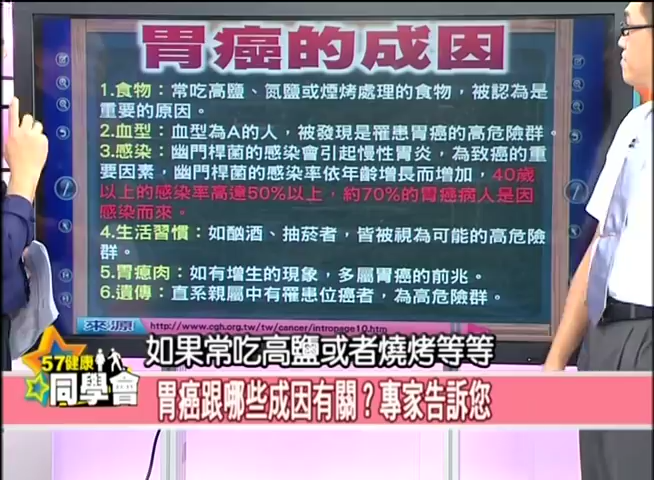 胃癌的成因
1.食物：常吃高鹽、氮鹽或煙烤處理的食物，被認為是
重要的原因。
2.血型：血型為A的人，被發現是罹患胃癌的高危險群。
3.感染：幽門桿菌的感染會引起慢性胃炎，為致癌的重
要因素，幽門桿菌的感染率依年齡增長而增加，40歲
以上的感染率高達50%以上，約70%的胃癌病人是因
感染而來。
4.生活習慣：如酗酒、抽菸者，皆被視為可能的高危險
群。
5.胃瘜肉：如有增生的現象，多屬胃癌的前兆。
6.遺傳：直系親屬中有罹患位癌者，為高危險群。
來源 http://www.cgh.org.tw/tw/cancer/intropage10.htm
如果常吃高鹽或者燒烤等等
57健康
同學會
胃癌跟哪些成因有關？專家告訴您